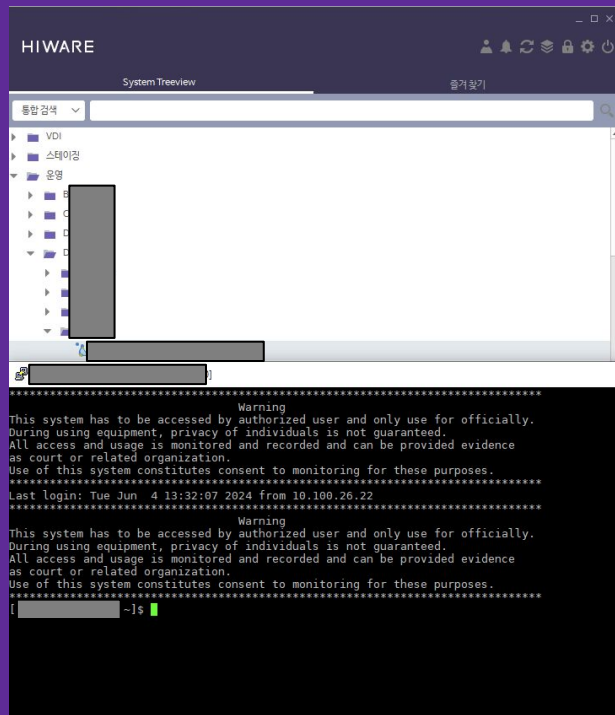 HIWARE
System Treeview
즐겨 찾기
통합 검색
VDI
스테이징
운영
B
C
D
D
]
*******************************************************************************
Warning
This system has to be accessed by authorized user and only use for officially.
During using equipment, privacy of individuals is not guaranteed.
All access and usage is monitored and recorded and can be provided evidence
as court or related organization.
Use of this system constitutes consent to monitoring for these purposes.
*******************************************************************************
Last login: Tue Jun  4 13:32:07 2024 from 10.100.26.22
*******************************************************************************
Warning
This system has to be accessed by authorized user and only use for officially.
During using equipment, privacy of individuals is not guaranteed.
All access and usage is monitored and recorded and can be provided evidence
as court or related organization.
Use of this system constitutes consent to monitoring for these purposes.
*******************************************************************************
[ ~]$